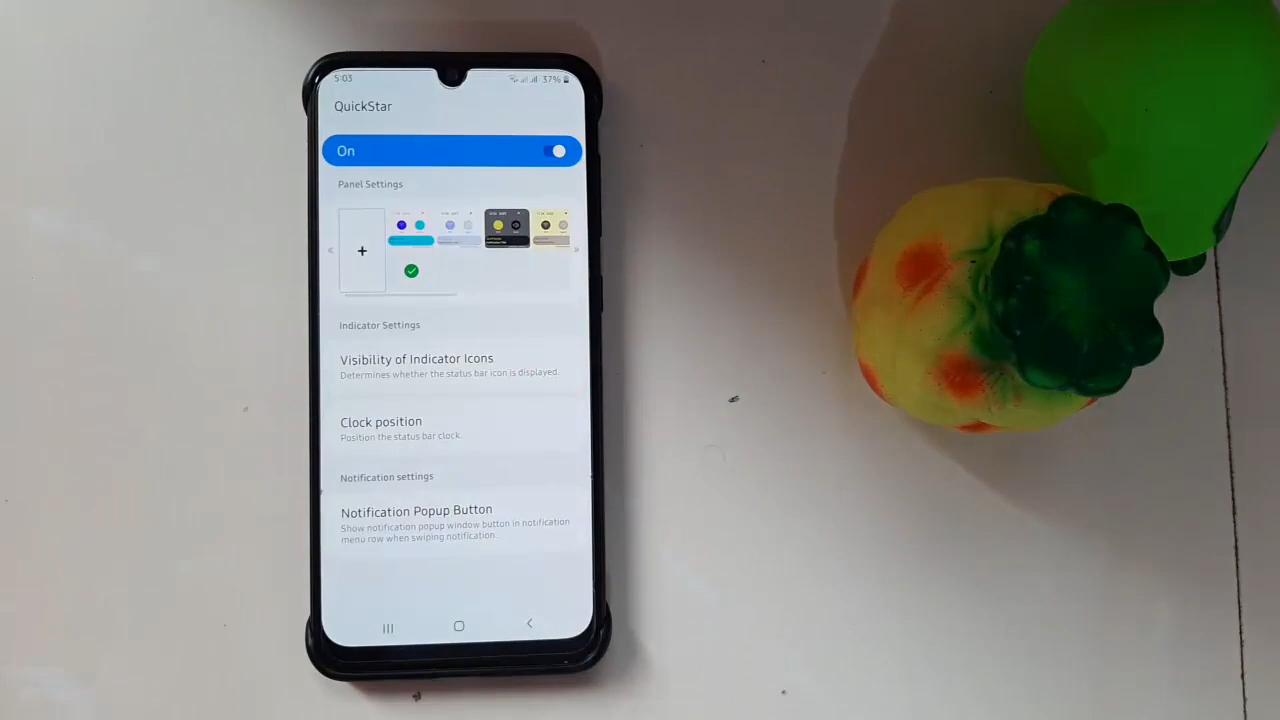 5:03
37%
QuickStar
On
Panel Settings
+
Indicator Settings
Visibility of Indicator Icons
Determines whether the status bar icon is displayed.
Clock position
Position the status bar clock.
Notification settings
Notification Popup Button
Show notification popup window button in notification
menu row when swiping notification.